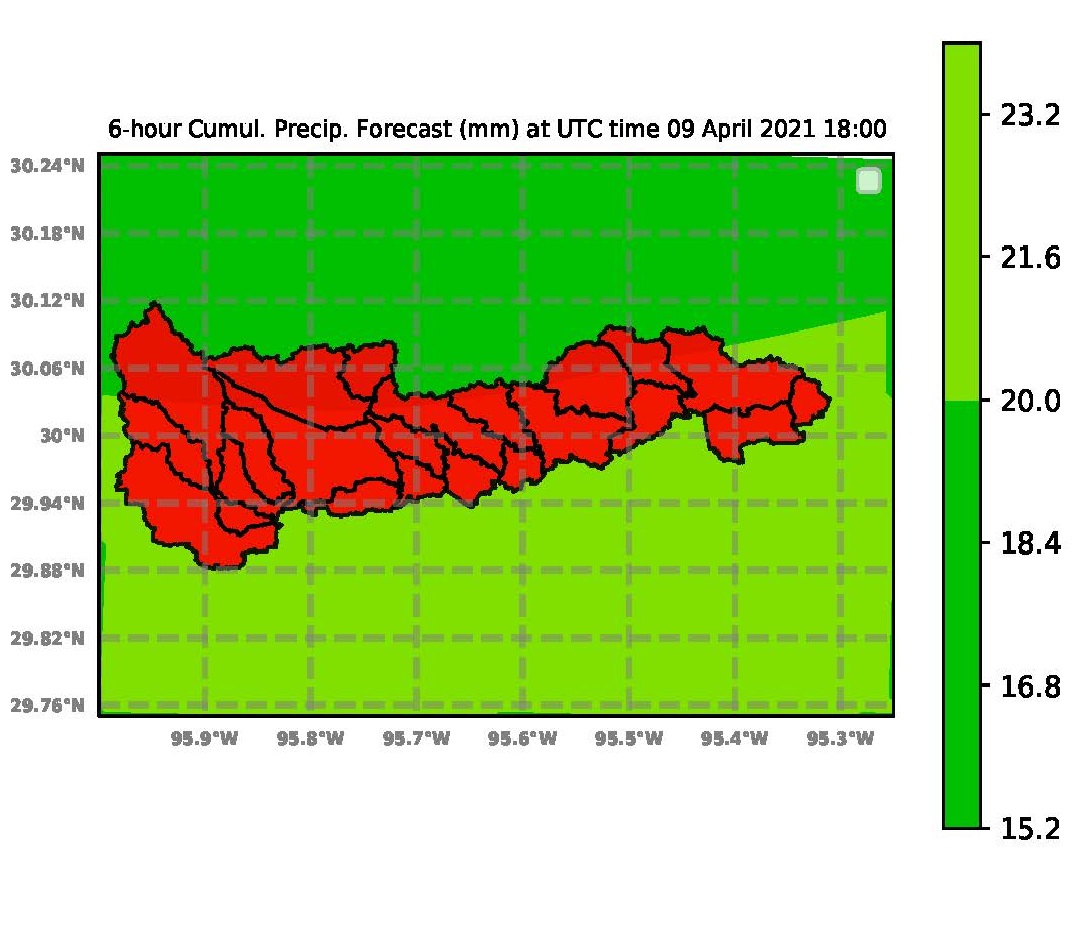 6-hour Cumul. Precip. Forecast (mm) at UTC time 09 April 2021 18:00
30.24°N
30.18°N
30.12°N
30.06°N
30°N
29.94°N
29.88°N
29.82°N
29.76°N
95.9°W 95.8°W 95.7°W 95.6°W 95.5°W 95.4°W 95.3°W
23.2
21.6
20.0
18.4
16.8
15.2